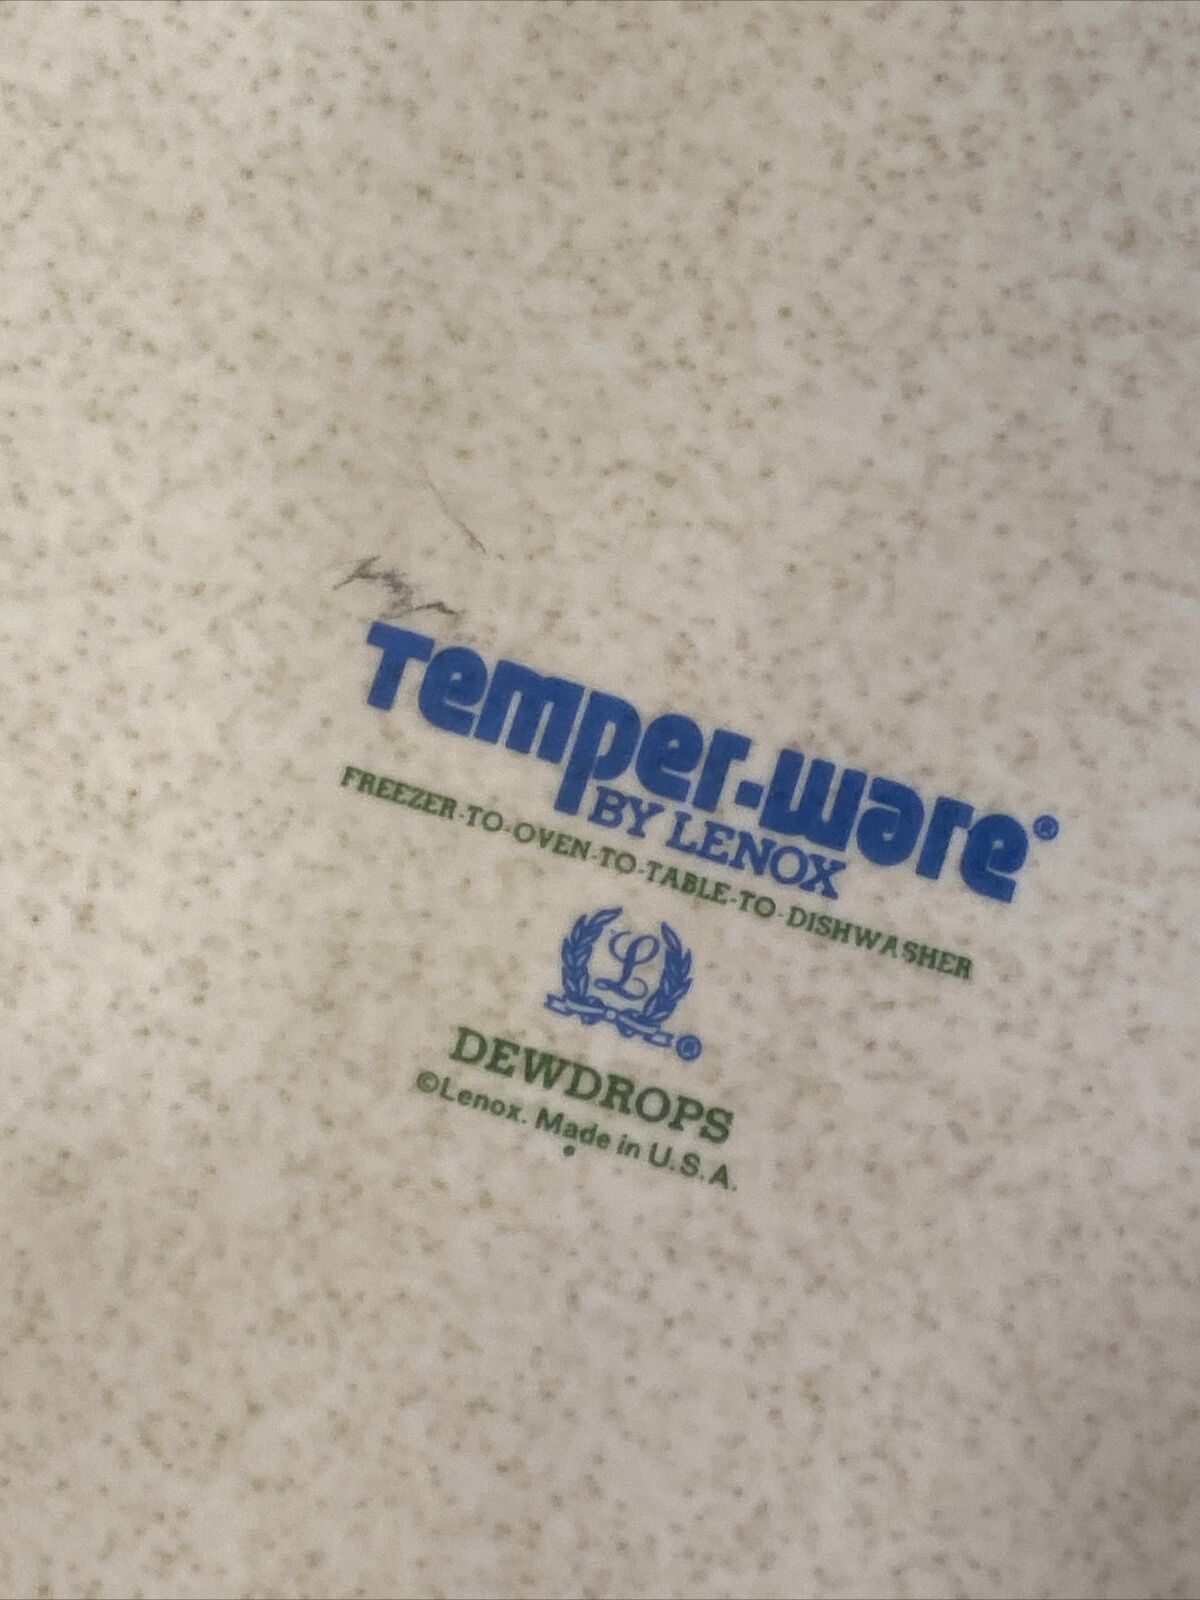 Temper-ware®
BY LENOX
FREEZER-TO-OVEN-TO-TABLE-TO-DISHWASHER
L
®
DEWDROPS
©Lenox. Made in U.S.A.